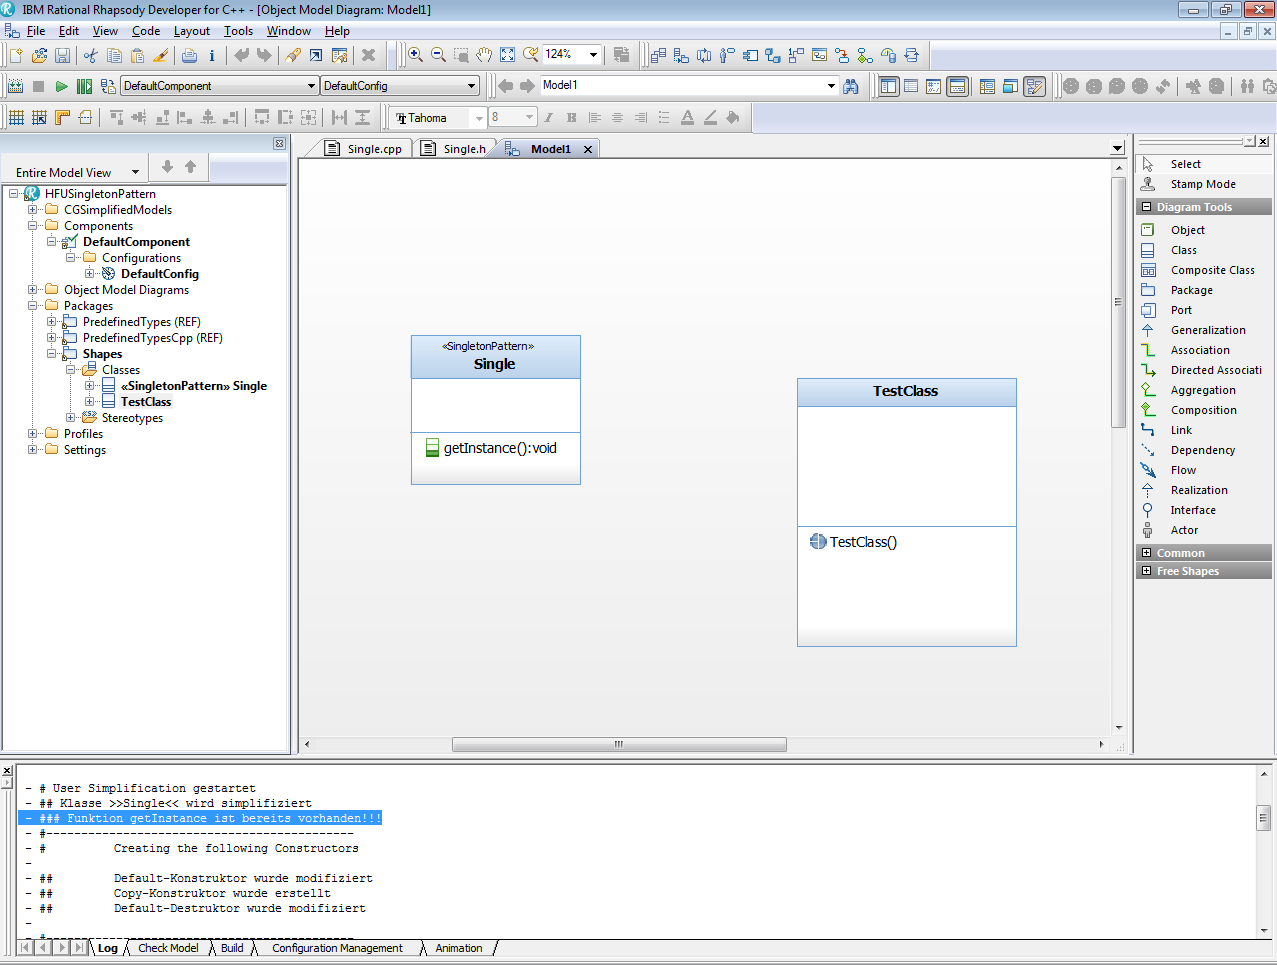 IBM Rational Rhapsody Developer for C++ - [Object Model Diagram: Model1]
File Edit View Code Layout Tools Window Help
124%
DefaultComponent DefaultConfig Model1
Tahoma 8
Entire Model View
HFUSingletonPattern
CGSimplifiedModels
Components
DefaultComponent
Configurations
DefaultConfig
Object Model Diagrams
Packages
PredefinedTypes (REF)
PredefinedTypesCpp (REF)
Shapes
Classes
«SingletonPattern» Single
TestClass
Stereotypes
Profiles
Settings
Single.cpp Single.h Model1
«SingletonPattern»
Single
getInstance():void
TestClass
TestClass()
Select
Stamp Mode
Diagram Tools
Object
Class
Composite Class
Package
Port
Generalization
Association
Directed Associati
Aggregation
Composition
Link
Dependency
Flow
Realization
Interface
Actor
Common
Free Shapes
- # User Simplification gestartet
- ## Klasse >>Single<< wird simplifiziert
- ### Funktion getInstance ist bereits vorhanden!!!
- #--------------------------------------------
- # Creating the following Constructors
-
- ## Default-Konstruktor wurde modifiziert
- ## Copy-Konstruktor wurde erstellt
- ## Default-Destruktor wurde modifiziert
-
- #--------------------------------------------
Log Check Model Build Configuration Management Animation